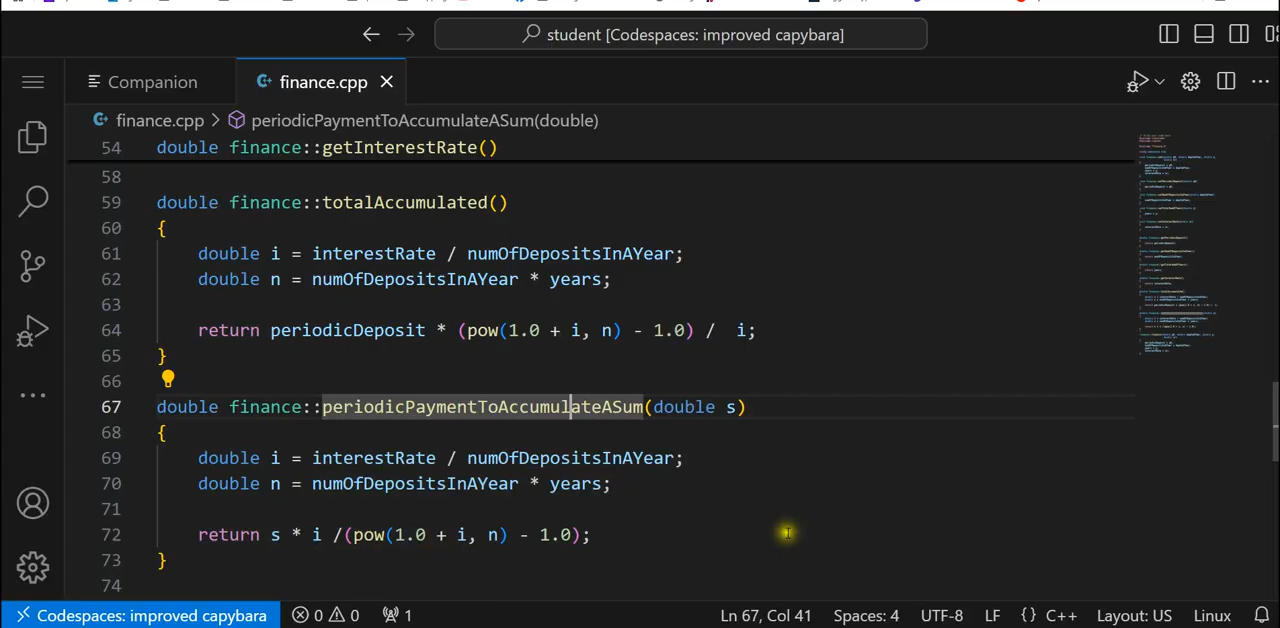 student [Codespaces: improved capybara]
Companion
finance.cpp
finance.cpp > periodicPaymentToAccumulateASum(double)
54 double finance::getInterestRate()
58
59 double finance::totalAccumulated()
60 {
61 double i = interestRate / numOfDepositsInAYear;
62 double n = numOfDepositsInAYear * years;
63
64 return periodicDeposit * (pow(1.0 + i, n) - 1.0) / i;
65 }
66
67 double finance::periodicPaymentToAccumulateASum(double s)
68 {
69 double i = interestRate / numOfDepositsInAYear;
70 double n = numOfDepositsInAYear * years;
71
72 return s * i /(pow(1.0 + i, n) - 1.0);
73 }
74
Codespaces: improved capybara 0 0 1 Ln 67, Col 41 Spaces: 4 UTF-8 LF {} C++ Layout: US Linux